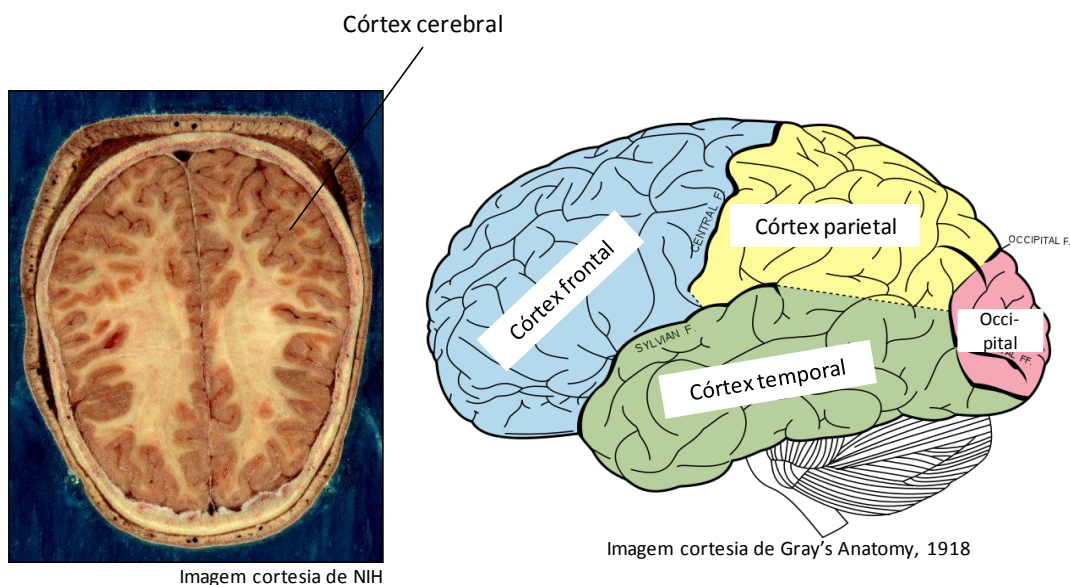 Córtex cerebral
CENTRAL F.
Córtex parietal
OCCIPITAL F.
Córtex frontal
Occi-
pital
SYLVIAN F.
FF.
Córtex temporal
Imagem cortesia de Gray's Anatomy, 1918
Imagem cortesia de NIH